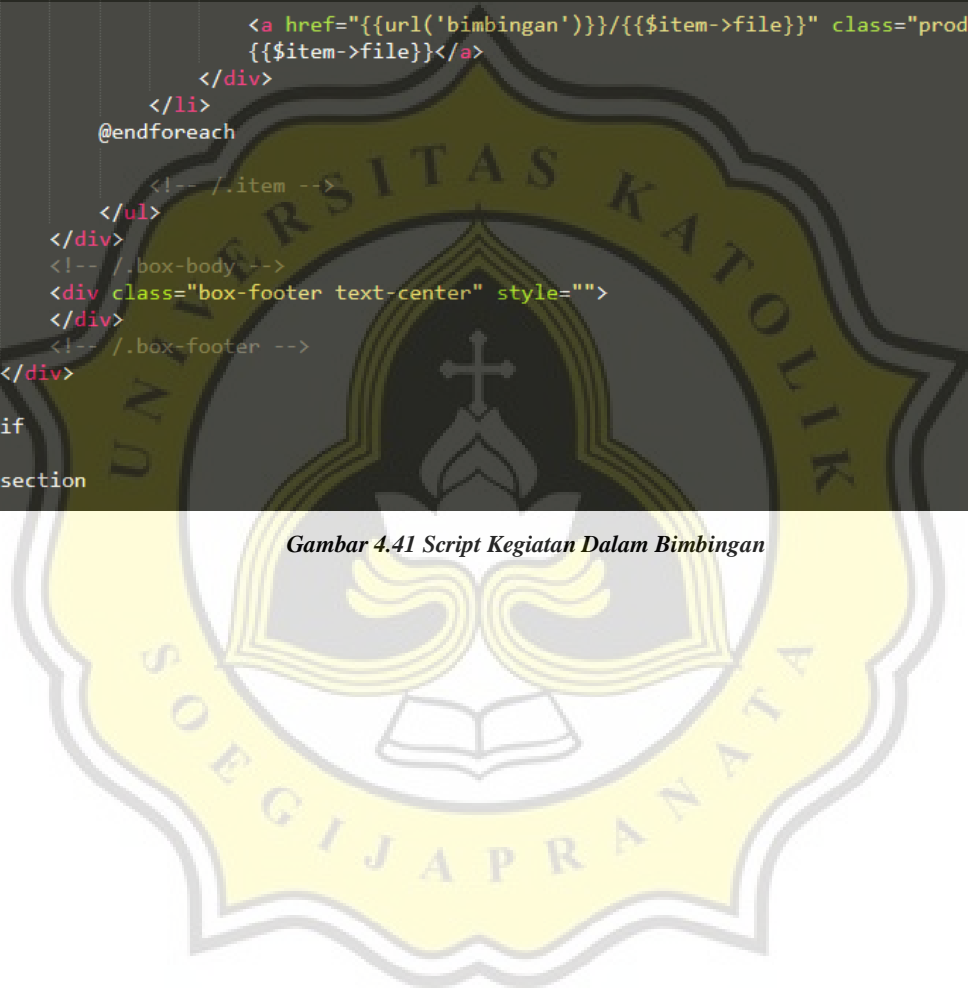 <a href="{{url('bimbingan')}}/{{$item->file}}" class="prod
{{$item->file}}</a>
</div>
</li>
@endforeach
<!-- /.item -->
</ul>
</div>
<!-- /.box-body -->
<div class="box-footer text-center" style="">
</div>
<!-- /.box-footer -->
</div>
if
section
Gambar 4.41 Script Kegiatan Dalam Bimbingan
UNIVERSITAS KATOLIK
SOEGIJAPRANATA